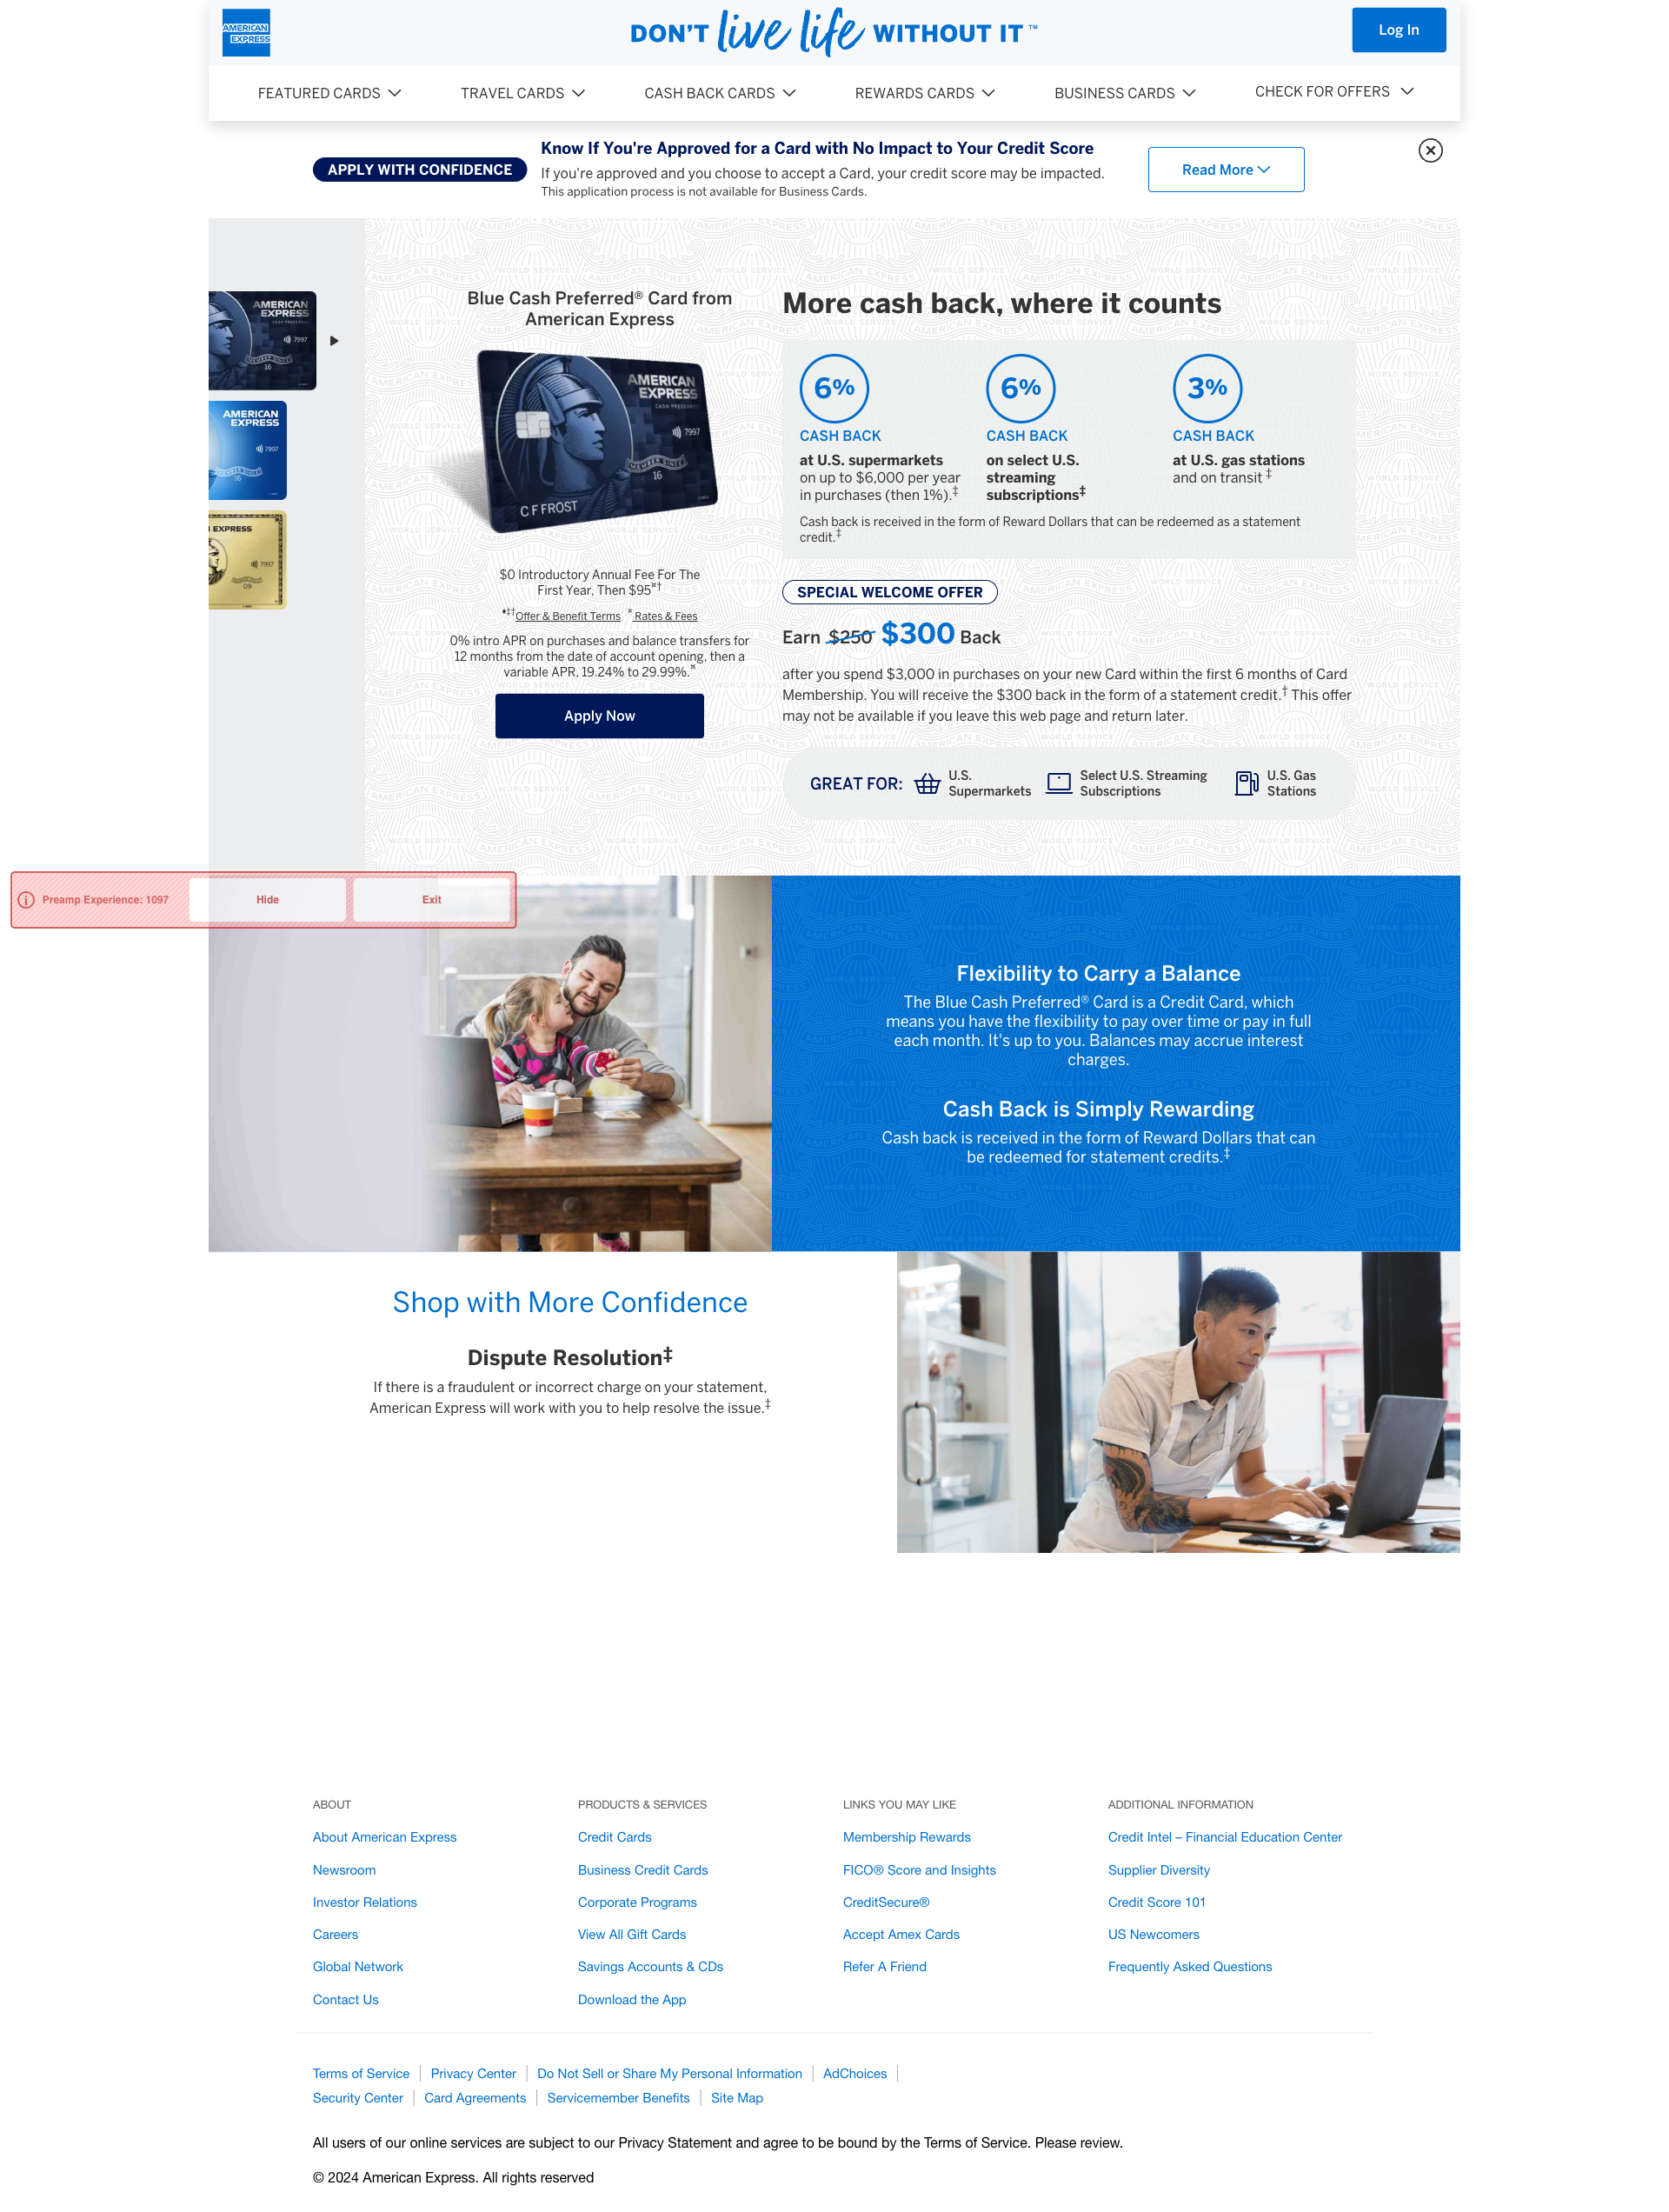 AMERICAN
EXPRESS
DON'T live life WITHOUT IT ™
Log In
FEATURED CARDS
TRAVEL CARDS
CASH BACK CARDS
REWARDS CARDS
BUSINESS CARDS
CHECK FOR OFFERS
APPLY WITH CONFIDENCE
Know If You're Approved for a Card with No Impact to Your Credit Score
If you're approved and you choose to accept a Card, your credit score may be impacted.
This application process is not available for Business Cards.
Read More
AMERICAN
EXPRESS
CASH PREFERRED
7997
MEMBER SINCE
16
AMERICAN
EXPRESS
7997
MEMBER SINCE
16
EXPRESS
7997
09
Blue Cash Preferred® Card from
American Express
AMERICAN
EXPRESS
CASH PREFERRED
7997
MEMBER SINCE
16
C F FROST
$0 Introductory Annual Fee For The
First Year, Then $95¤†
♦‡†Offer & Benefit Terms ¤ Rates & Fees
0% intro APR on purchases and balance transfers for
12 months from the date of account opening, then a
variable APR, 19.24% to 29.99%.¤
Apply Now
More cash back, where it counts
6%
CASH BACK
at U.S. supermarkets
on up to $6,000 per year
in purchases (then 1%).‡
6%
CASH BACK
on select U.S.
streaming
subscriptions‡
3%
CASH BACK
at U.S. gas stations
and on transit ‡
Cash back is received in the form of Reward Dollars that can be redeemed as a statement
credit.‡
SPECIAL WELCOME OFFER
Earn $250 $300 Back
after you spend $3,000 in purchases on your new Card within the first 6 months of Card
Membership. You will receive the $300 back in the form of a statement credit.† This offer
may not be available if you leave this web page and return later.
GREAT FOR:
U.S.
Supermarkets
Select U.S. Streaming
Subscriptions
U.S. Gas
Stations
Preamp Experience: 1097
Hide
Exit
Flexibility to Carry a Balance
The Blue Cash Preferred® Card is a Credit Card, which
means you have the flexibility to pay over time or pay in full
each month. It's up to you. Balances may accrue interest
charges.
Cash Back is Simply Rewarding
Cash back is received in the form of Reward Dollars that can
be redeemed for statement credits.‡
Shop with More Confidence
Dispute Resolution‡
If there is a fraudulent or incorrect charge on your statement,
American Express will work with you to help resolve the issue.‡
ABOUT
About American Express
Newsroom
Investor Relations
Careers
Global Network
Contact Us
PRODUCTS & SERVICES
Credit Cards
Business Credit Cards
Corporate Programs
View All Gift Cards
Savings Accounts & CDs
Download the App
LINKS YOU MAY LIKE
Membership Rewards
FICO® Score and Insights
CreditSecure®
Accept Amex Cards
Refer A Friend
ADDITIONAL INFORMATION
Credit Intel – Financial Education Center
Supplier Diversity
Credit Score 101
US Newcomers
Frequently Asked Questions
Terms of Service | Privacy Center | Do Not Sell or Share My Personal Information | AdChoices |
Security Center | Card Agreements | Servicemember Benefits | Site Map
All users of our online services are subject to our Privacy Statement and agree to be bound by the Terms of Service. Please review.
© 2024 American Express. All rights reserved